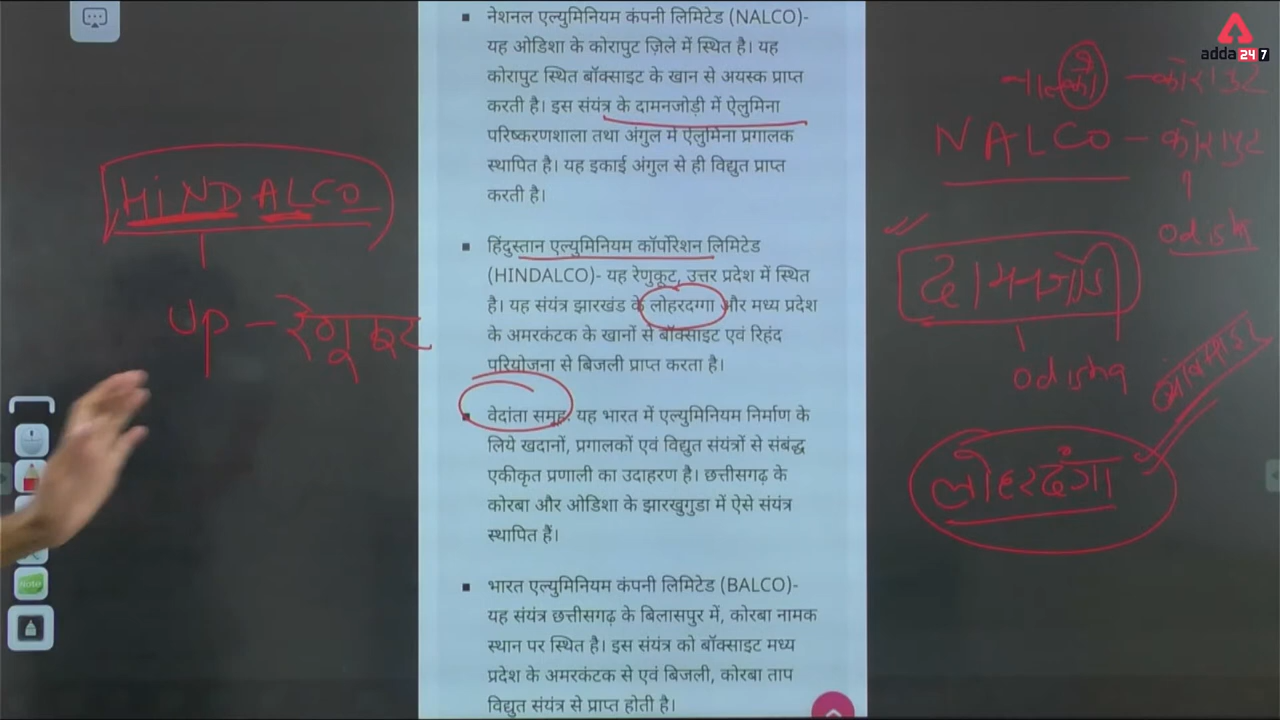 नेशनल एल्युमिनियम कंपनी लिमिटेड (NALCO)-
यह ओडिशा के कोरापुट ज़िले में स्थित है। यह
कोरापुट स्थित बॉक्साइट के खान से अयस्क प्राप्त
करती है। इस संयंत्र के दामनजोड़ी में ऐलुमिना
परिष्करणशाला तथा अंगुल में ऐलुमिना प्रगालक
स्थापित है। यह इकाई अंगुल से ही विद्युत प्राप्त
करती है।
हिंदुस्तान एल्युमिनियम कॉर्पोरेशन लिमिटेड
(HINDALCO)- यह रेणुकूट, उत्तर प्रदेश में स्थित
है। यह संयंत्र झारखंड के लोहरदग्गा और मध्य प्रदेश
के अमरकंटक के खानों से बॉक्साइट एवं रिहंद
परियोजना से बिजली प्राप्त करता है।
वेदांता समूह- यह भारत में एल्युमिनियम निर्माण के
लिये खदानों, प्रगालकों एवं विद्युत संयंत्रों से संबंद्ध
एकीकृत प्रणाली का उदाहरण है। छत्तीसगढ़ के
कोरबा और ओडिशा के झारखुगुडा में ऐसे संयंत्र
स्थापित हैं।
भारत एल्युमिनियम कंपनी लिमिटेड (BALCO)-
यह संयंत्र छत्तीसगढ़ के बिलासपुर में, कोरबा नामक
स्थान पर स्थित है। इस संयंत्र को बॉक्साइट मध्य
प्रदेश के अमरकंटक से एवं बिजली, कोरबा ताप
विद्युत संयंत्र से प्राप्त होती है।
HiNDALCO
UP - रेणूकूट
adda247
नालको - कोरापुट
NALCO - कोरापुट
odisha
दामनजोड़ी
odisha
लोहरदंगा
Note